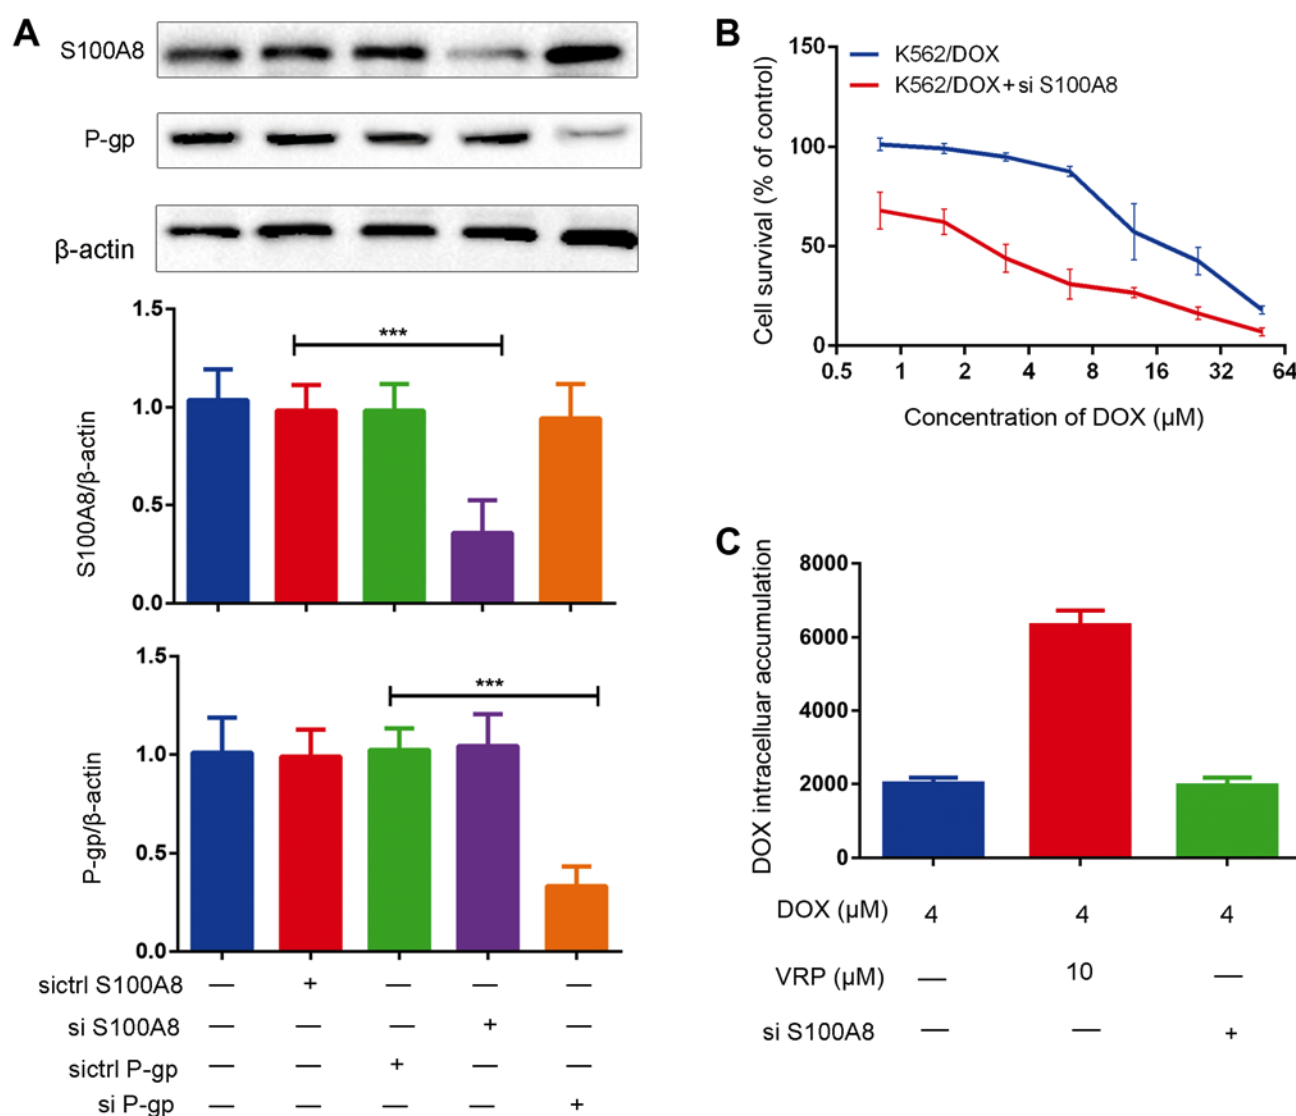 A
S100A8
P-gp
β-actin
1.5
1.0
0.5
0.0
S100A8/β-actin
***
1.5
1.0
0.5
0.0
P-gp/β-actin
***
sictrl S100A8 — + — — —
si S100A8 — — — + —
sictrl P-gp — — + — —
si P-gp — — — — +
B
150
100
50
0
Cell survival (% of control)
K562/DOX
K562/DOX+si S100A8
0.5 1 2 4 8 16 32 64
Concentration of DOX (μM)
C
8000
6000
4000
2000
0
DOX intracelluar accumulation
DOX (μM) 4 4 4
VRP (μM) — 10 —
si S100A8 — — +